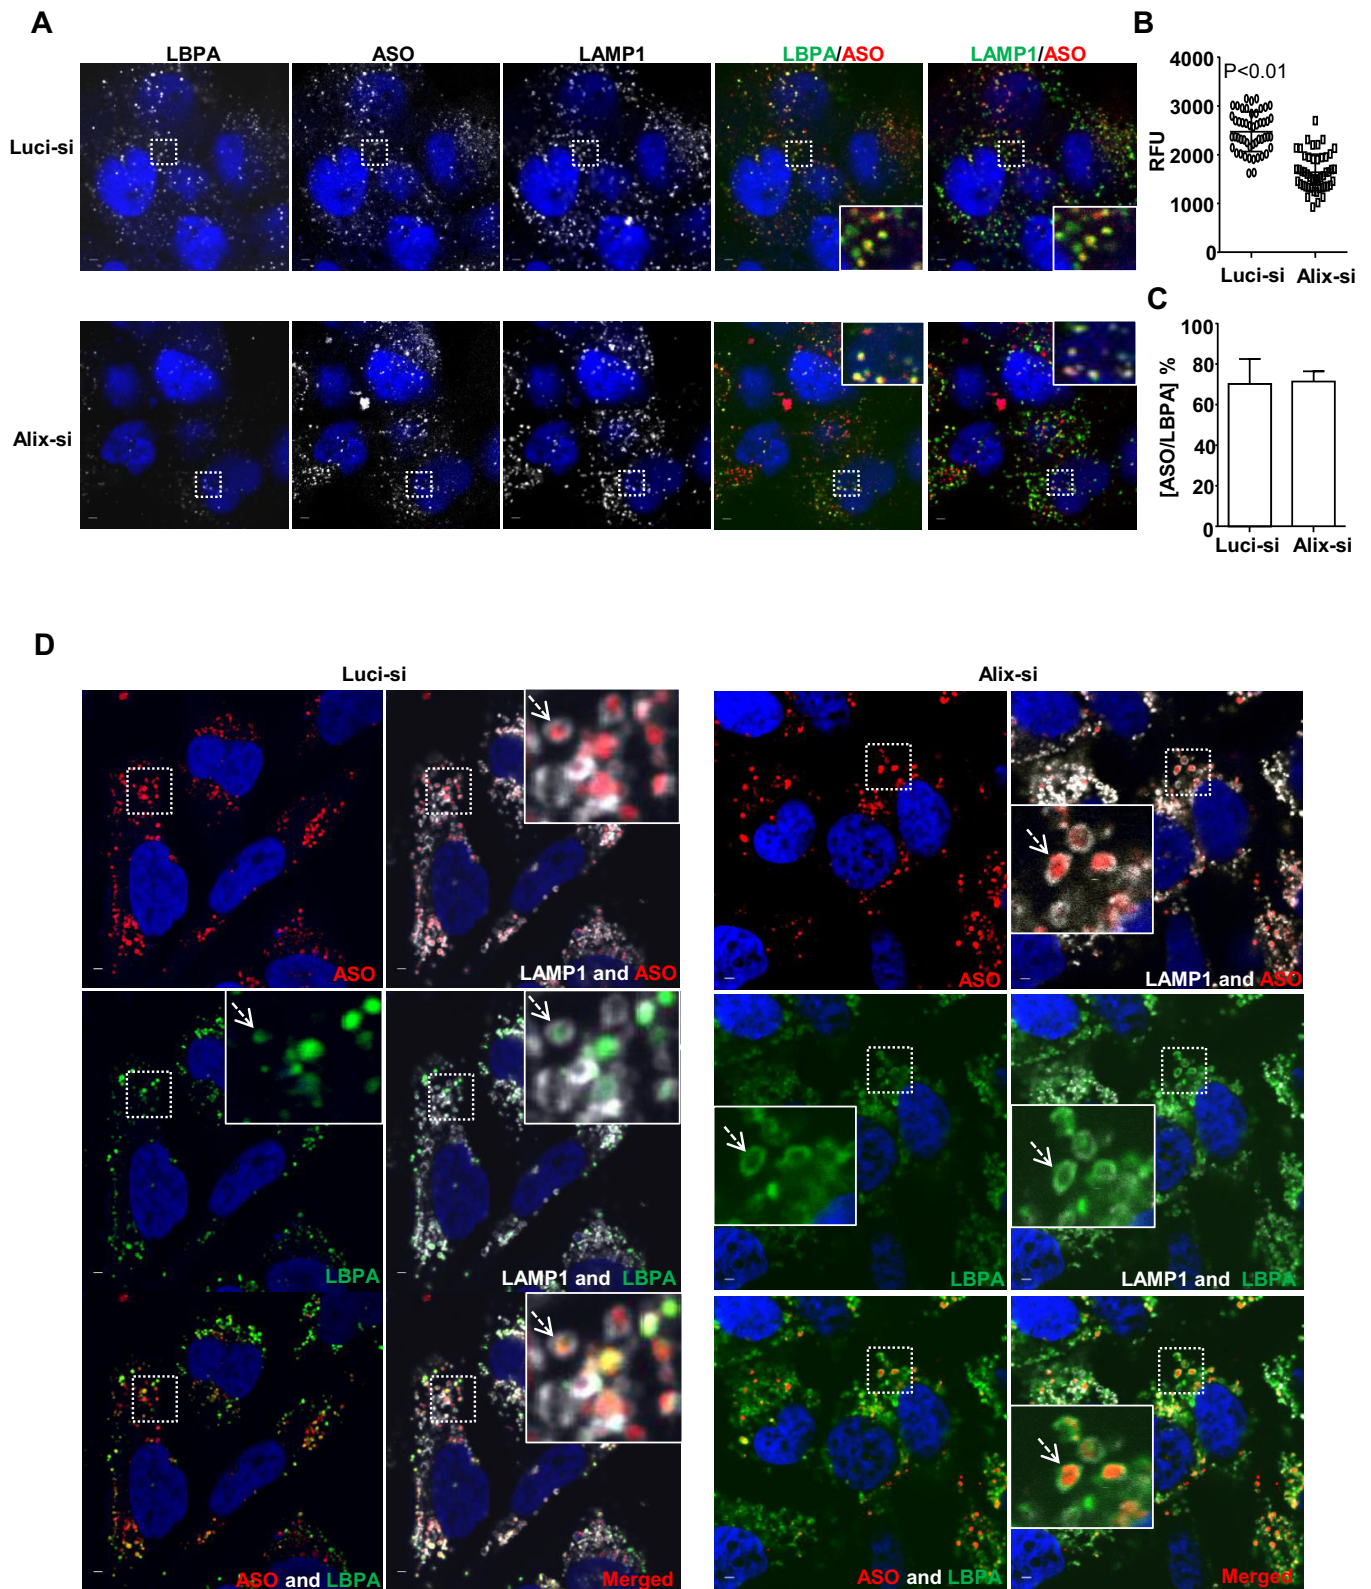 A
LBPA
ASO
LAMP1
LBPA/ASO
LAMP1/ASO
Luci-si
Alix-si
B
4000
3000
2000
1000
0
RFU
P<0.01
Luci-si
Alix-si
C
100
80
60
40
20
0
[ASO/LBPA] %
Luci-si
Alix-si
D
Luci-si
Alix-si
ASO
LAMP1 and ASO
ASO
LAMP1 and ASO
LBPA
LAMP1 and LBPA
LBPA
LAMP1 and LBPA
ASO and LBPA
Merged
ASO and LBPA
Merged